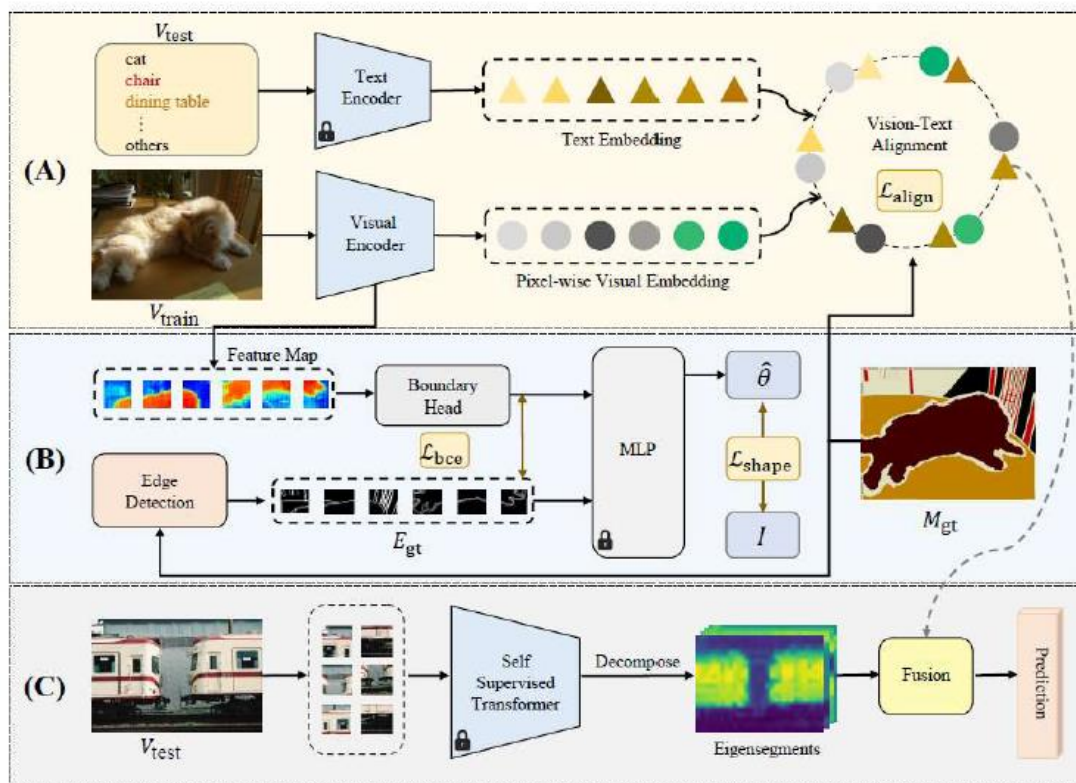 V_test
cat
chair
dining table
⋮
others
Text
Encoder
Text Embedding
Vision-Text
Alignment
ℒ_align
(A)
Visual
Encoder
Pixel-wise Visual Embedding
V_train
Feature Map
Boundary
Head
ℒ_bce
MLP
θ̂
ℒ_shape
I
M_gt
(B)
Edge
Detection
E_gt
(C)
V_test
Self
Supervised
Transformer
Decompose
Eigensegments
Fusion
Prediction